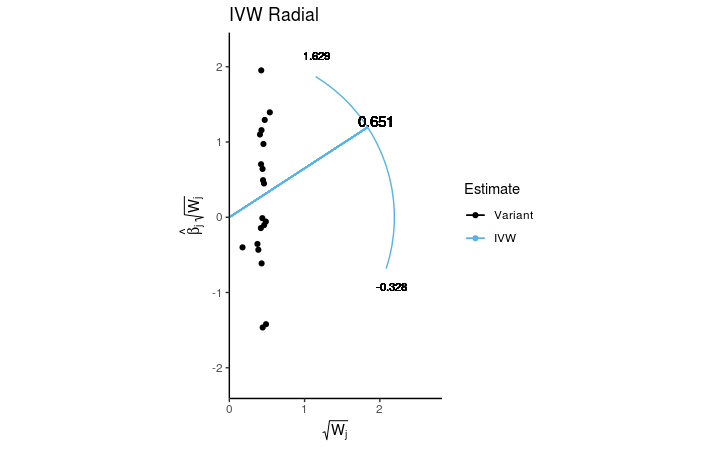 IVW Radial
β̂j√Wj
2
1
0
-1
-2
1.629
0.651
-0.328
0 1 2
√Wj
Estimate
Variant
IVW